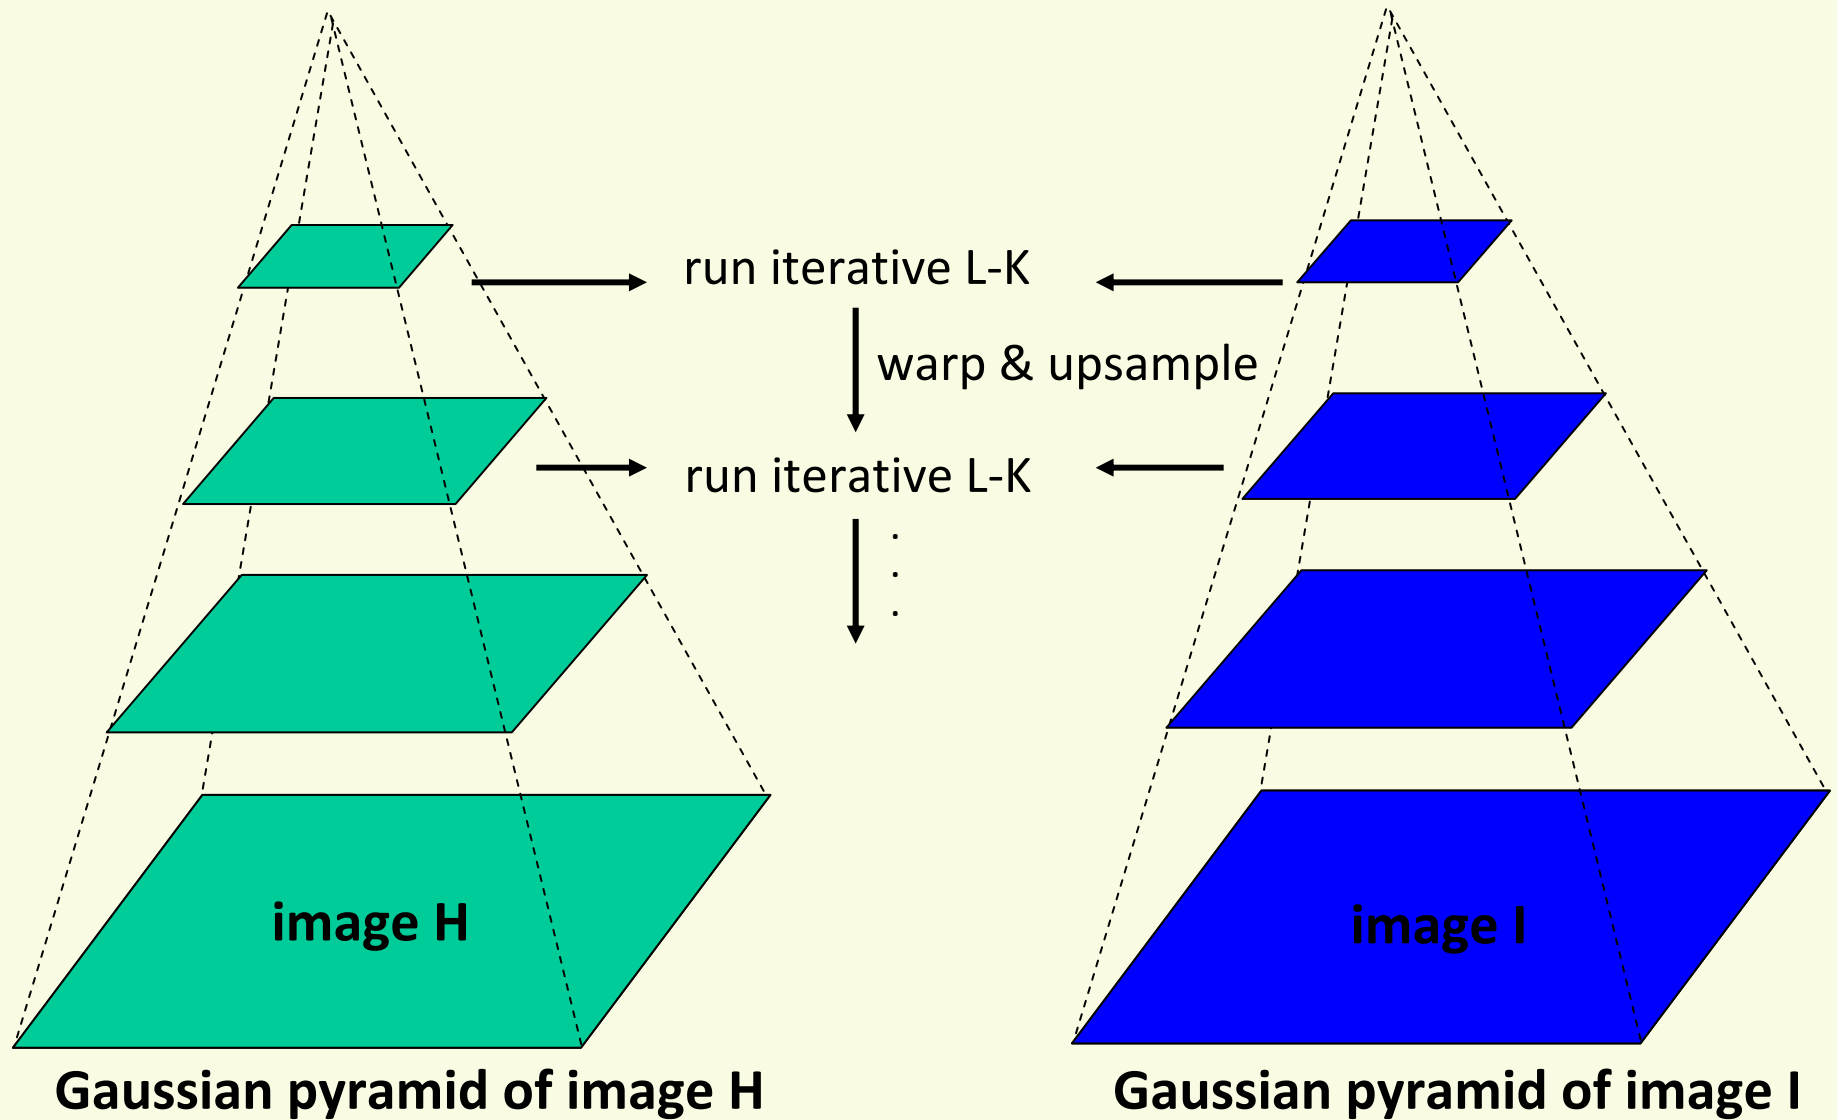 run iterative L-K
warp & upsample
run iterative L-K
.
.
.
image H
image I
Gaussian pyramid of image H
Gaussian pyramid of image I